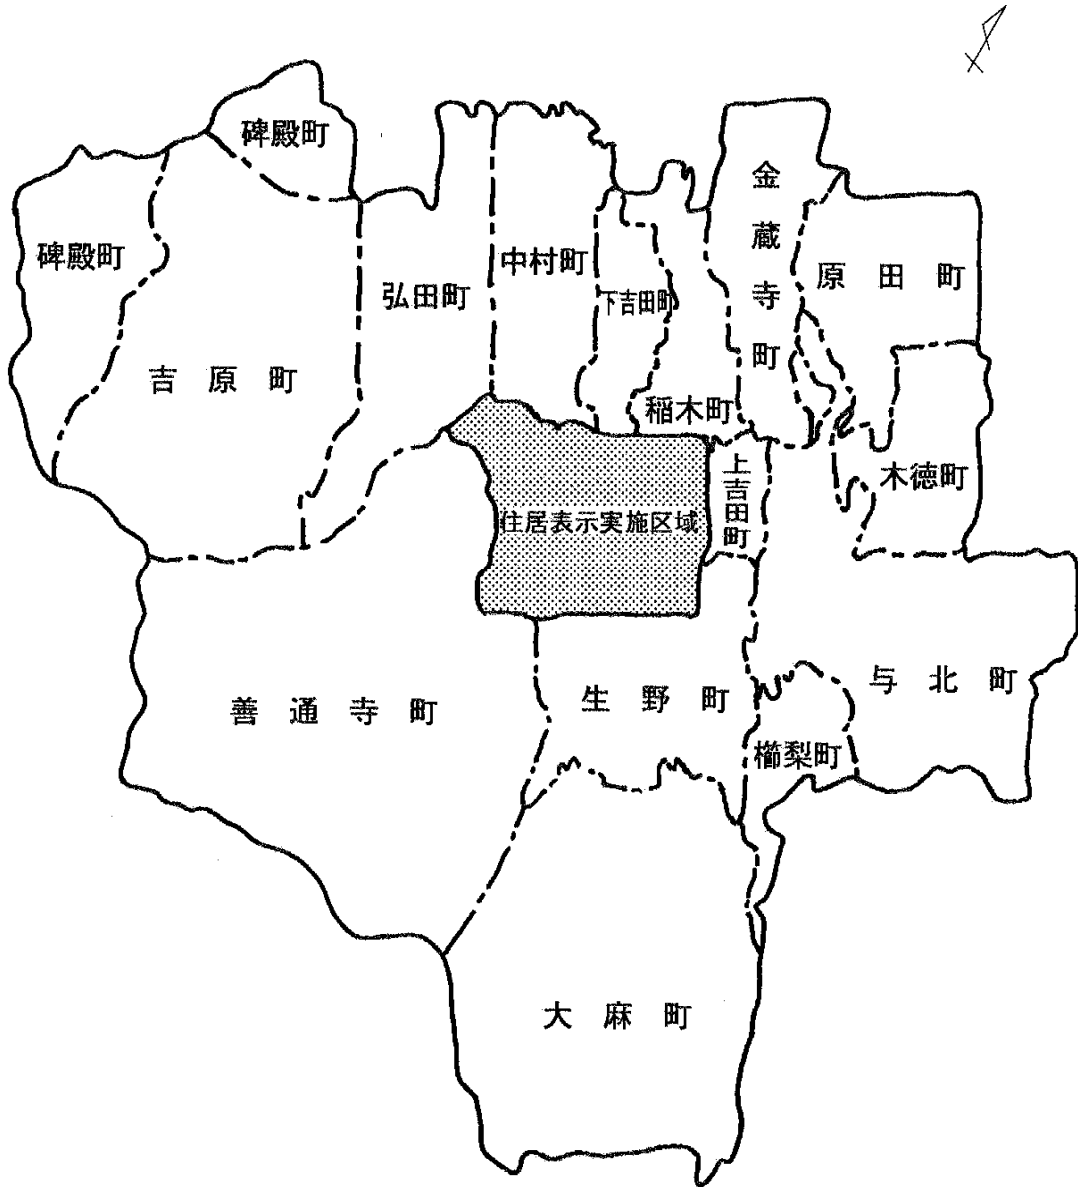 碑殿町
碑殿町
吉原町
弘田町
中村町
下吉田町
稲木町
金蔵寺町
原田町
木徳町
上吉田町
住居表示実施区域
善通寺町
生野町
与北町
櫛梨町
大麻町